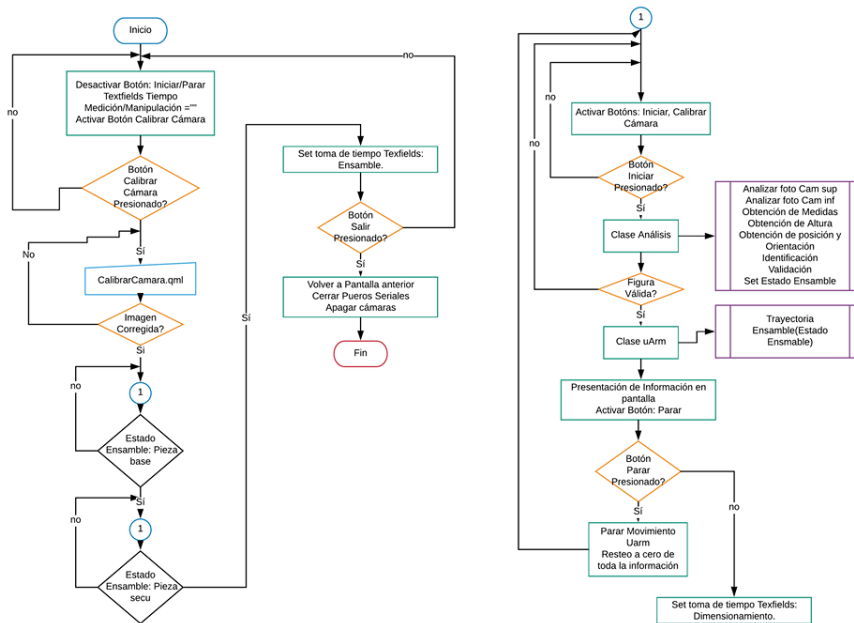 Inicio
no
Desactivar Botón: Iniciar/Parar
Textfields Tiempo
Medición/Manipulación =""
Activar Botón Calibrar Cámara
no
Botón
Calibrar
Cámara
Presionado?
No
Sí
CalibrarCamara.qml
Imagen
Corregida?
Si
no
1
Estado
Ensamble: Pieza
base
Sí
no
1
Estado
Ensamble: Pieza
secu
Sí
Set toma de tiempo Texfields:
Ensamble.
Botón
Salir
Presionado?
Sí
Volver a Pantalla anterior
Cerrar Pueros Seriales
Apagar cámaras
Fin
1
no
no
Activar Botóns: Iniciar, Calibrar
Cámara
Botón
Iniciar
Presionado?
Sí
Clase Análisis
Analizar foto Cam sup
Analizar foto Cam inf
Obtención de Medidas
Obtención de Altura
Obtención de posición y
Orientación
Identificación
Validación
Set Estado Ensamble
Figura
Válida?
Sí
Clase uArm
Trayectoria
Ensamble(Estado
Ensmable)
Presentación de Información en
pantalla
Activar Botón: Parar
Botón
Parar
Presionado?
no
Sí
Parar Movimiento
Uarm
Resteo a cero de
toda la información
Set toma de tiempo Texfields:
Dimensionamiento.